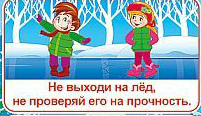 Не выходи на лёд,
не проверяй его на прочность.